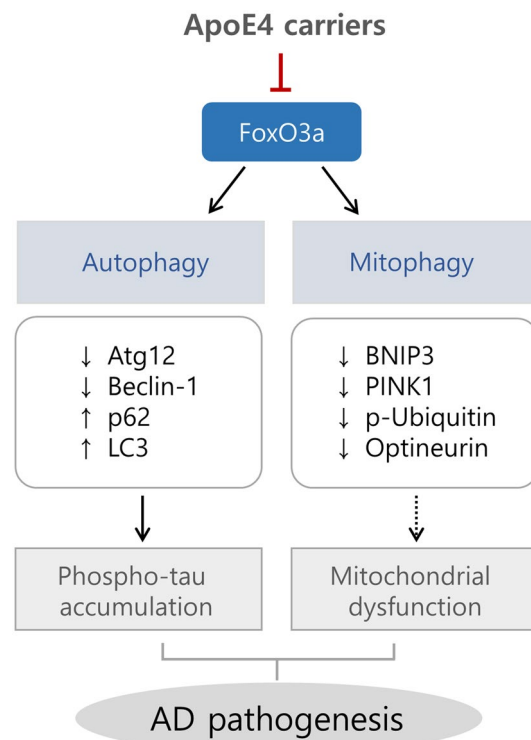 ApoE4 carriers
FoxO3a
Autophagy
Mitophagy
↓ Atg12
↓ Beclin-1
↑ p62
↑ LC3
↓ BNIP3
↓ PINK1
↓ p-Ubiquitin
↓ Optineurin
Phospho-tau
accumulation
Mitochondrial
dysfunction
AD pathogenesis